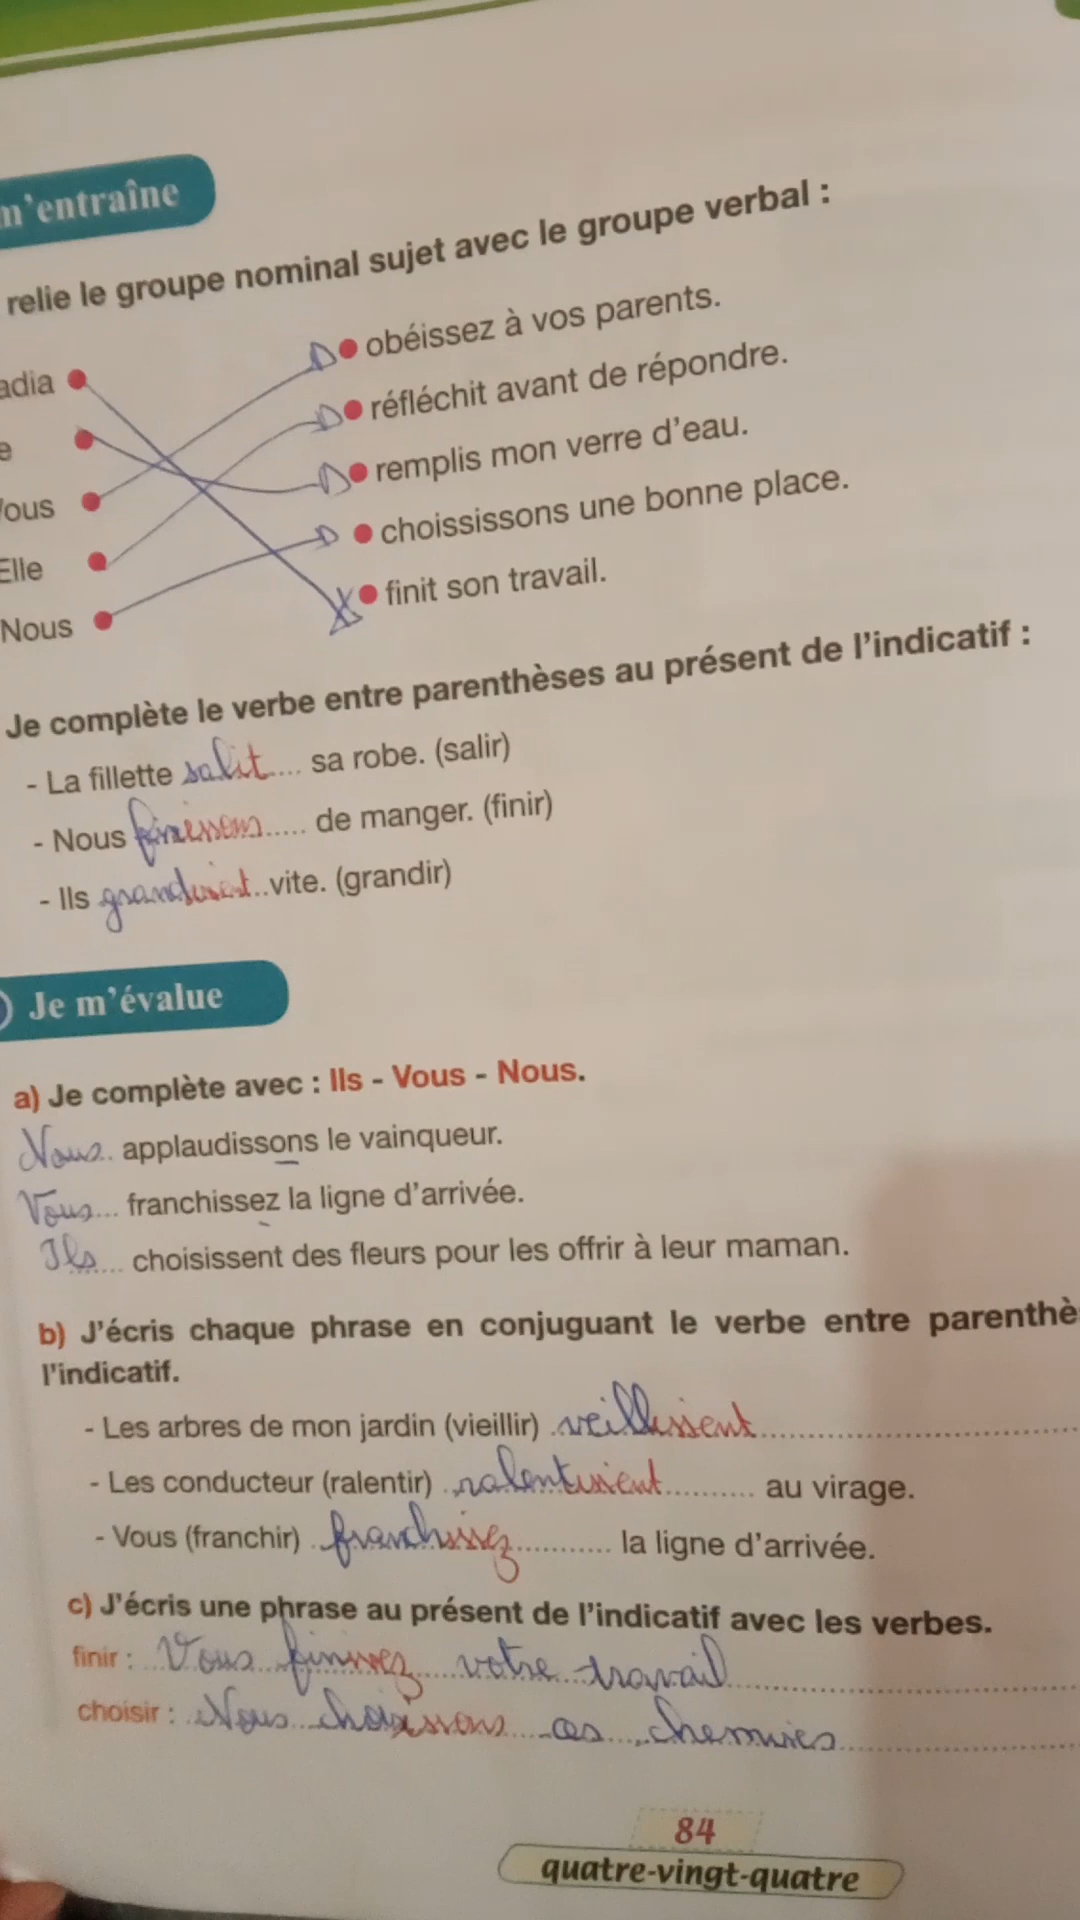 m'entraîne
relie le groupe nominal sujet avec le groupe verbal :
adia
e
Vous
Elle
Nous
obéissez à vos parents.
réfléchit avant de répondre.
remplis mon verre d'eau.
choississons une bonne place.
finit son travail.
Je complète le verbe entre parenthèses au présent de l'indicatif :
- La fillette salit.... sa robe. (salir)
- Nous finissons..... de manger. (finir)
- Ils grandissent..vite. (grandir)
Je m'évalue
a) Je complète avec : Ils - Vous - Nous.
Nous.. applaudissons le vainqueur.
Vous... franchissez la ligne d'arrivée.
Ils... choisissent des fleurs pour les offrir à leur maman.
b) J'écris chaque phrase en conjuguant le verbe entre parenthè
l'indicatif.
- Les arbres de mon jardin (vieillir) veillissent
- Les conducteur (ralentir) ralentissent.......... au virage.
- Vous (franchir) franchissez............ la ligne d'arrivée.
c) J'écris une phrase au présent de l'indicatif avec les verbes.
finir : Vous finissez votre travail
choisir : Nous choisissons ces chemises
84
quatre-vingt-quatre